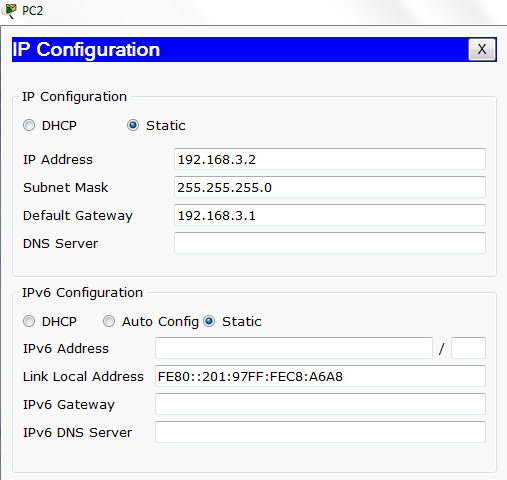 PC2
IP Configuration X
IP Configuration
DHCP Static
IP Address 192.168.3.2
Subnet Mask 255.255.255.0
Default Gateway 192.168.3.1
DNS Server
IPv6 Configuration
DHCP Auto Config Static
IPv6 Address /
Link Local Address FE80::201:97FF:FEC8:A6A8
IPv6 Gateway
IPv6 DNS Server